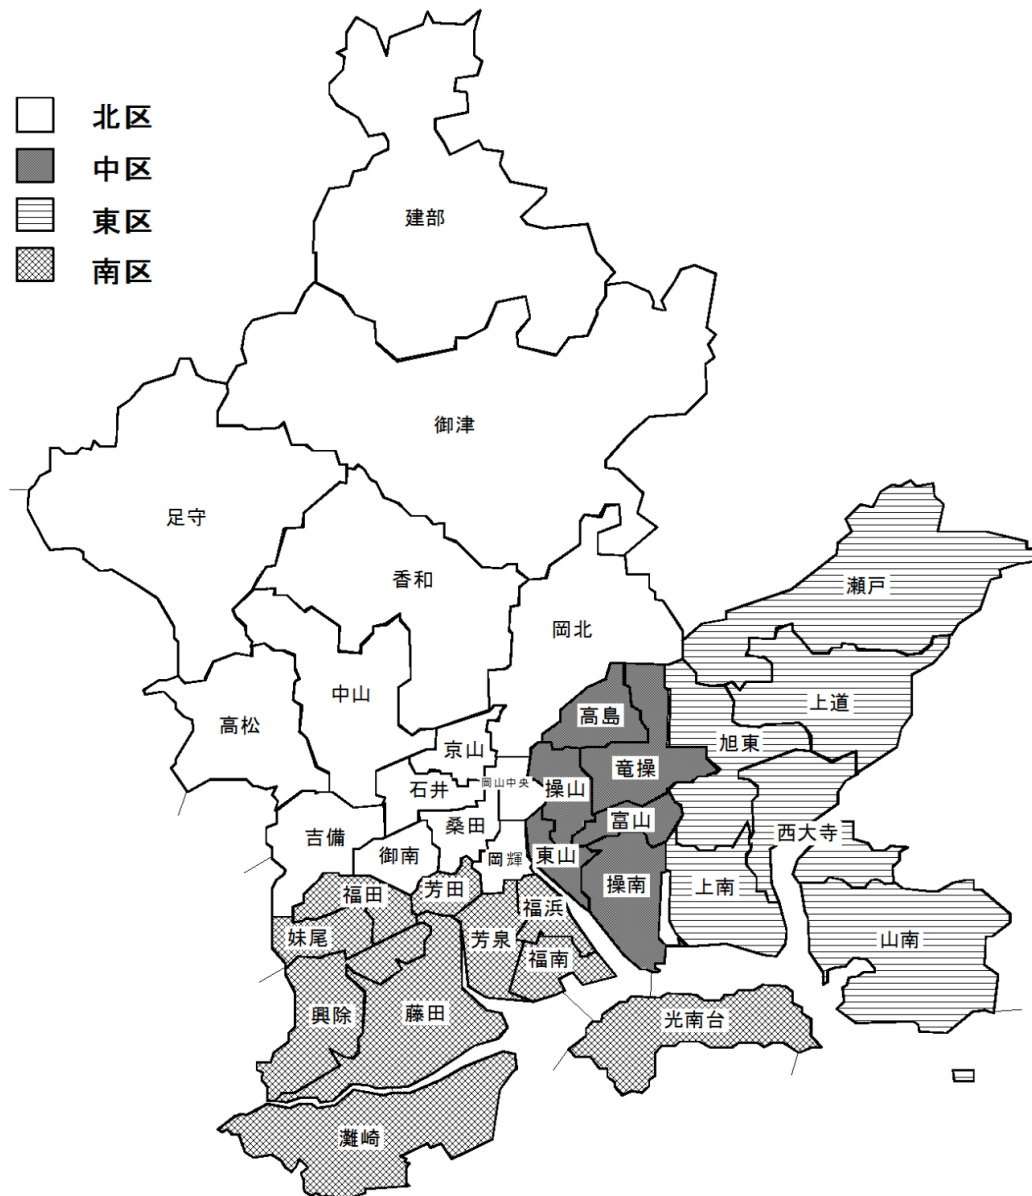 北区
中区
東区
南区
建部
御津
足守
香和
瀬戸
岡北
中山
上道
高島
高松
旭東
京山
竜操
岡山中央
石井
操山
富山
桑田
西大寺
吉備
御南
岡輝
東山
操南
上南
福田
芳田
福浜
妹尾
芳泉
山南
福南
興除
藤田
光南台
灘崎